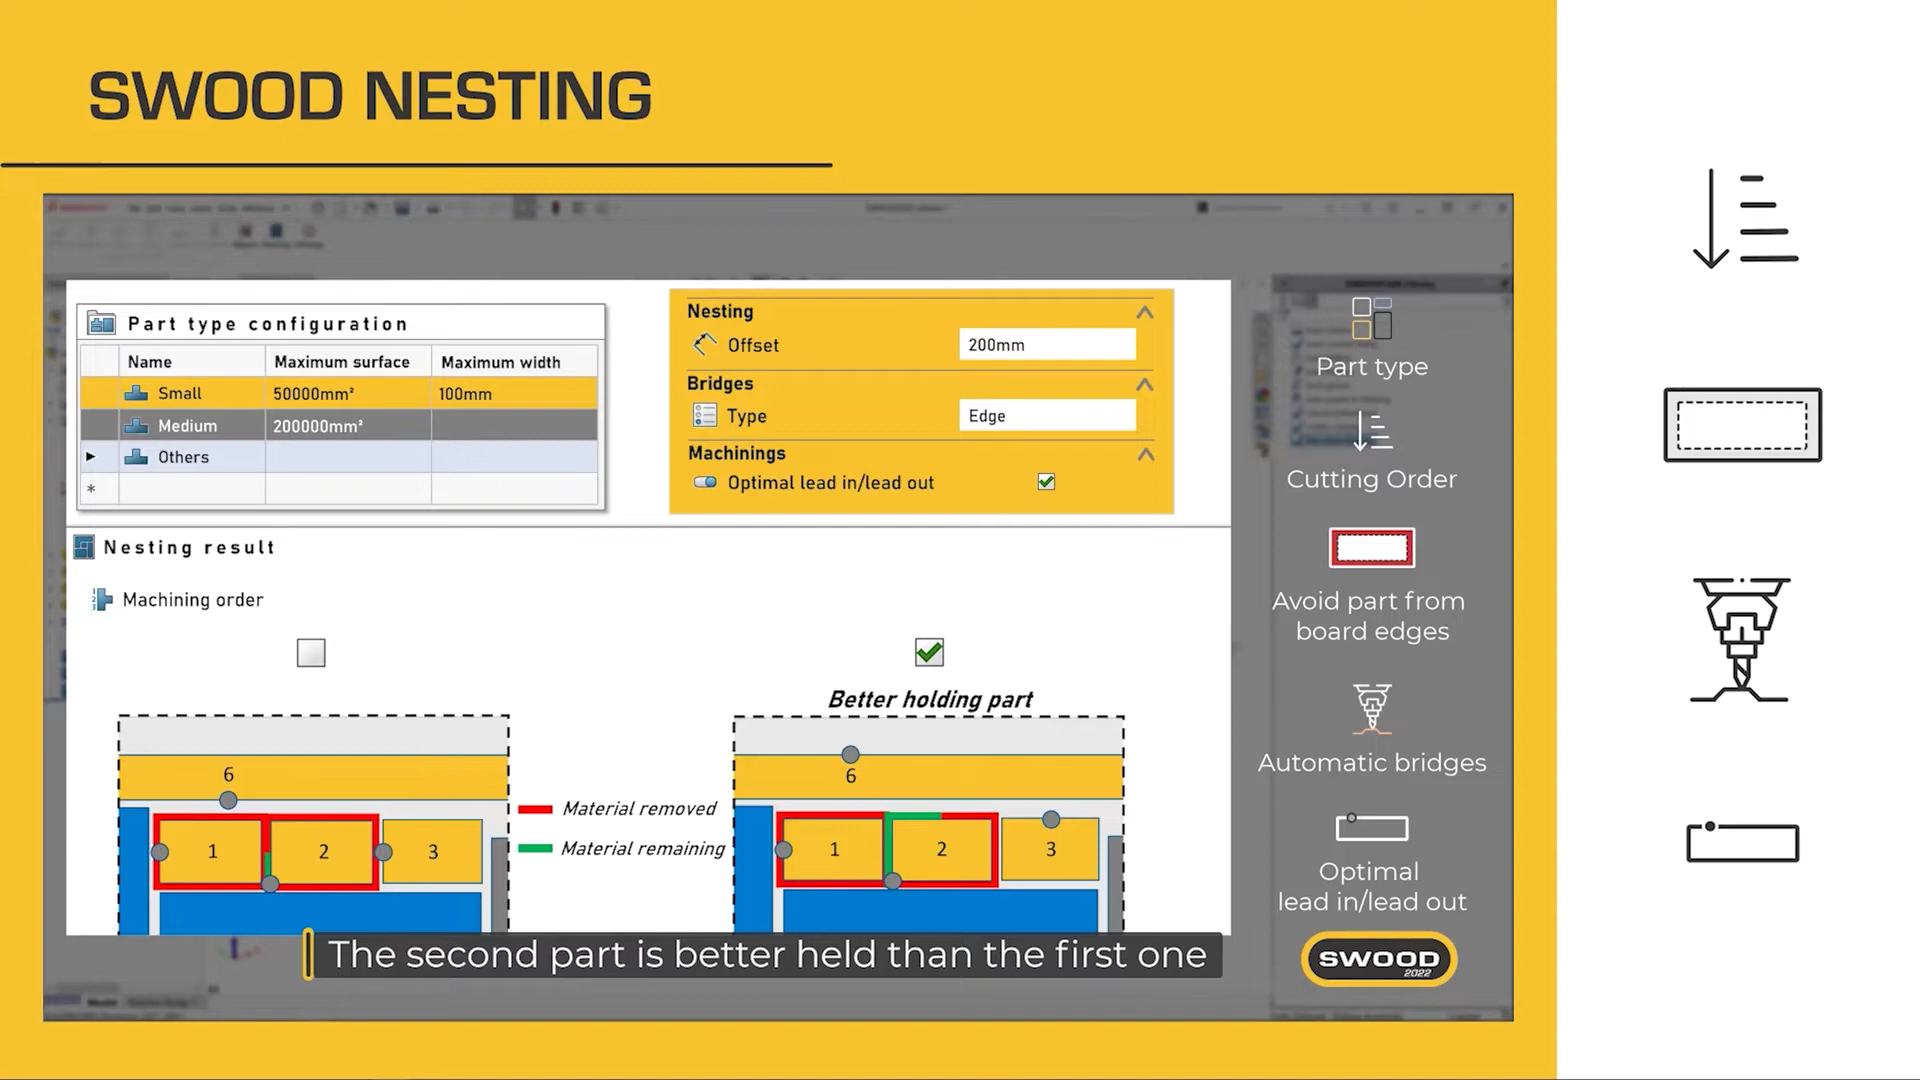 SWOOD NESTING
Part type configuration
Name Maximum surface Maximum width
Small 50000mm² 100mm
Medium 200000mm²
Others
*
Nesting
Offset 200mm
Bridges
Type Edge
Machinings
Optimal lead in/lead out
Nesting result
Machining order
Better holding part
6
1 2 3
Material removed
Material remaining
6
1 2 3
The second part is better held than the first one
Part type
Cutting Order
Avoid part from
board edges
Automatic bridges
Optimal
lead in/lead out
SWOOD
2022